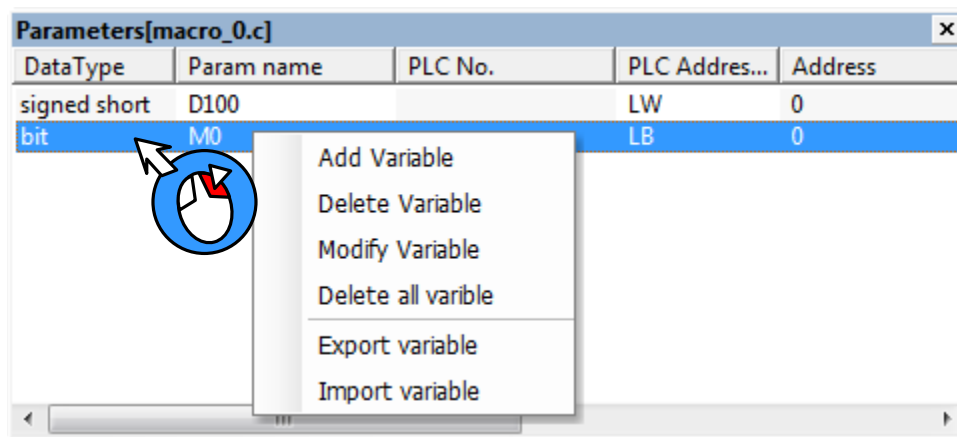 Parameters[macro_0.c]
DataType Param name PLC No. PLC Addres... Address
signed short D100 LW 0
bit M0 LB 0
Add Variable
Delete Variable
Modify Variable
Delete all varible
Export variable
Import variable